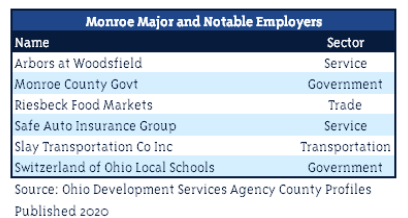 Monroe Major and Notable Employers
Name Sector
Arbors at Woodsfield Service
Monroe County Govt Government
Riesbeck Food Markets Trade
Safe Auto Insurance Group Service
Slay Transportation Co Inc Transportation
Switzerland of Ohio Local Schools Government
Source: Ohio Development Services Agency County Profiles
Published 2020